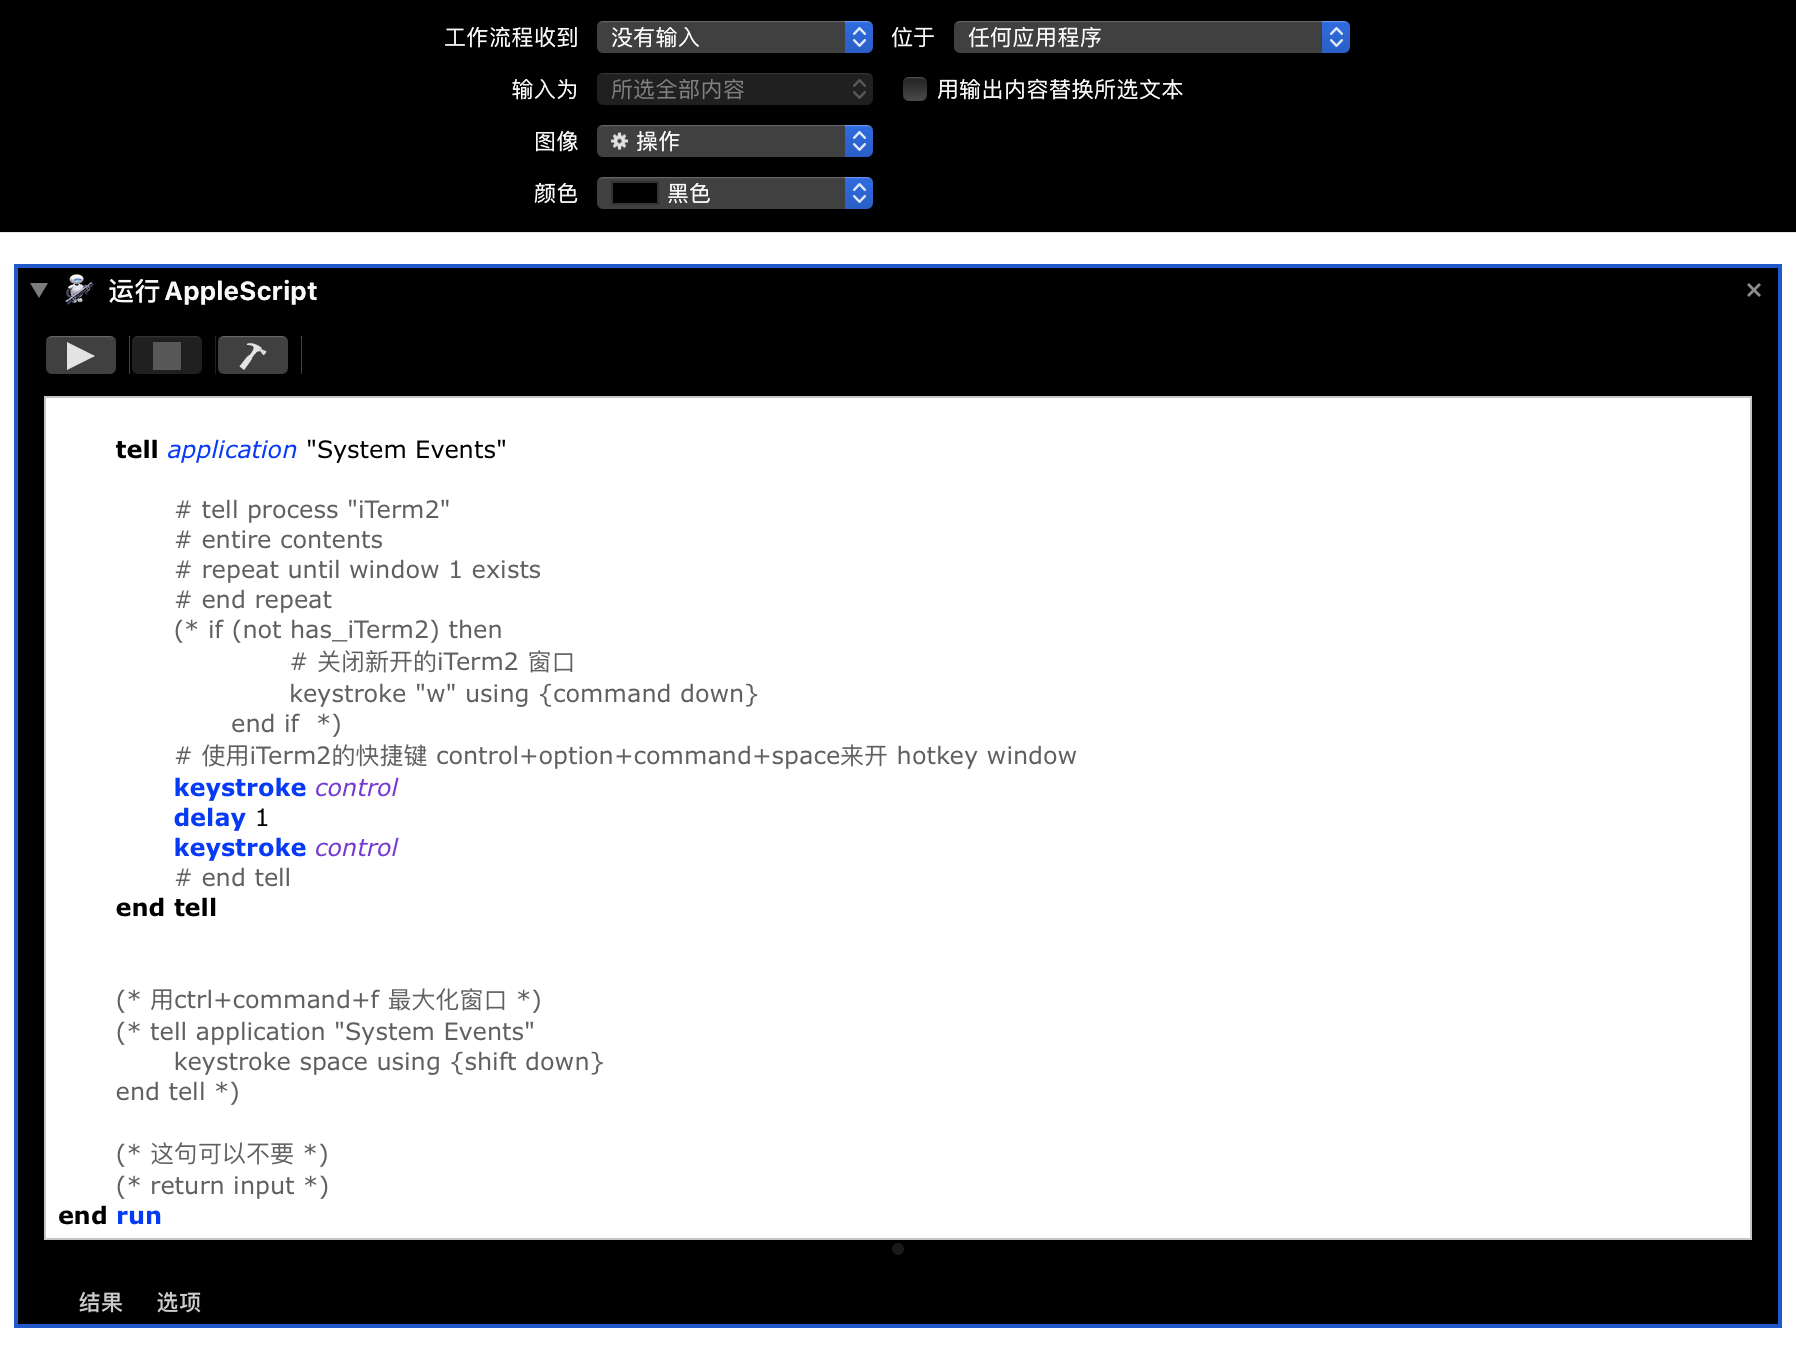 工作流程收到 没有输入 位于 任何应用程序
输入为 所选全部内容 用输出内容替换所选文本
图像 操作
颜色 黑色
运行 AppleScript
tell application "System Events"
# tell process "iTerm2"
# entire contents
# repeat until window 1 exists
# end repeat
(* if (not has_iTerm2) then
# 关闭新开的iTerm2 窗口
keystroke "w" using {command down}
end if  *)
# 使用iTerm2的快捷键 control+option+command+space来开 hotkey window
keystroke control
delay 1
keystroke control
# end tell
end tell
(* 用ctrl+command+f 最大化窗口 *)
(* tell application "System Events"
keystroke space using {shift down}
end tell *)
(* 这句可以不要 *)
(* return input *)
end run
结果 选项